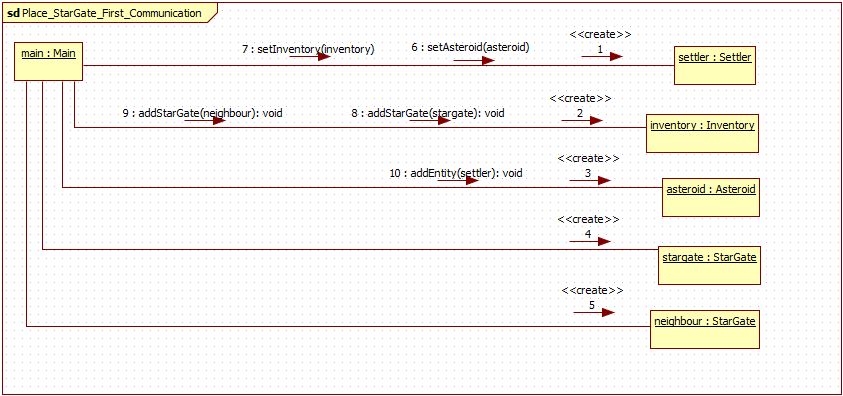 sd Place_StarGate_First_Communication
main : Main
7 : setInventory(inventory)
6 : setAsteroid(asteroid)
<<create>>
1
settler : Settler
9 : addStarGate(neighbour): void
8 : addStarGate(stargate): void
<<create>>
2
inventory : Inventory
10 : addEntity(settler): void
<<create>>
3
asteroid : Asteroid
<<create>>
4
stargate : StarGate
<<create>>
5
neighbour : StarGate